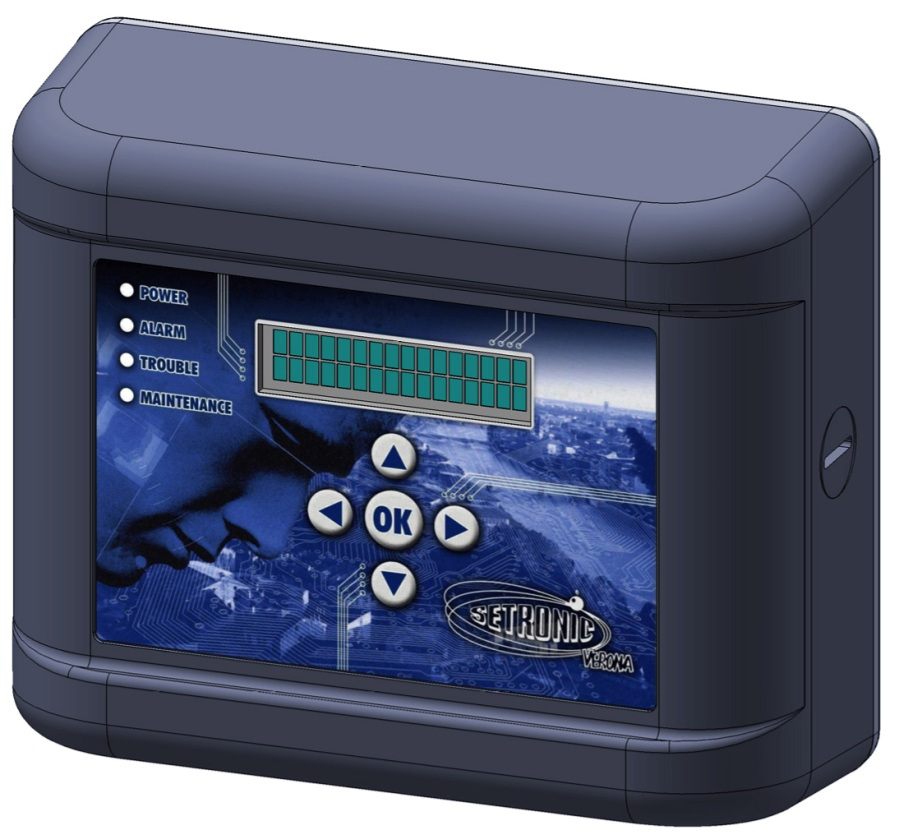 POWER
ALARM
TROUBLE
MAINTENANCE
OK
SETRONIC
VERONA